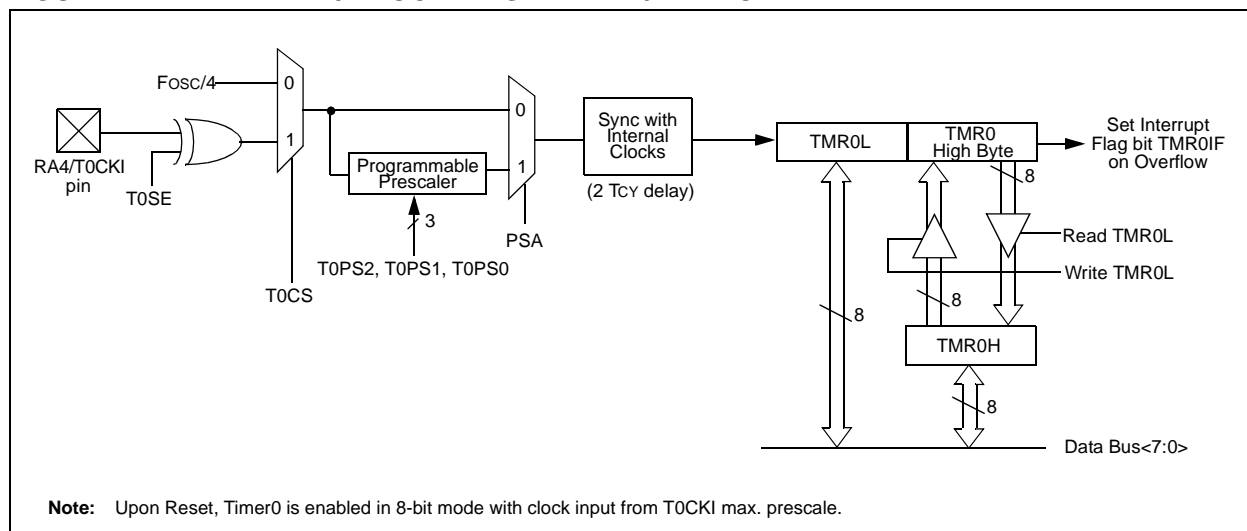 FOSC/4
0
1
RA4/T0CKI
pin
T0SE
T0CS
Programmable
Prescaler
3
T0PS2, T0PS1, T0PS0
0
1
PSA
Sync with
Internal
Clocks
(2 TCY delay)
TMR0L
TMR0
High Byte
Set Interrupt
Flag bit TMR0IF
on Overflow
8
Read TMR0L
Write TMR0L
8
8
TMR0H
8
Data Bus<7:0>
Note: Upon Reset, Timer0 is enabled in 8-bit mode with clock input from T0CKI max. prescale.